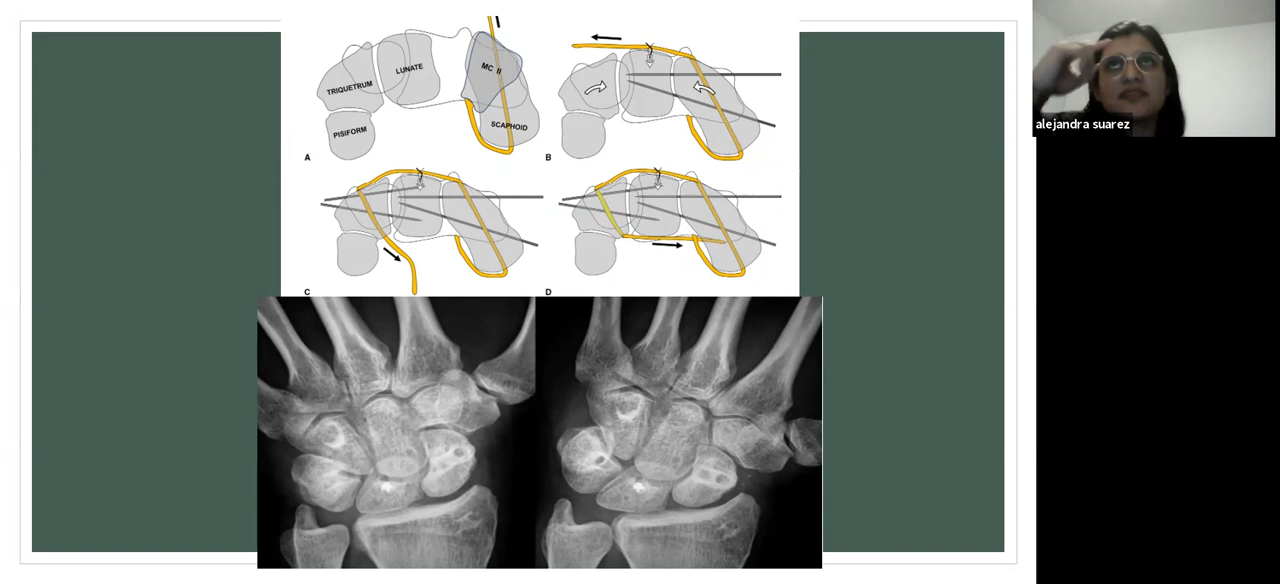 MC II
LUNATE
TRIQUETRUM
PISIFORM
SCAPHOID
A
B
C
D
alejandra suarez